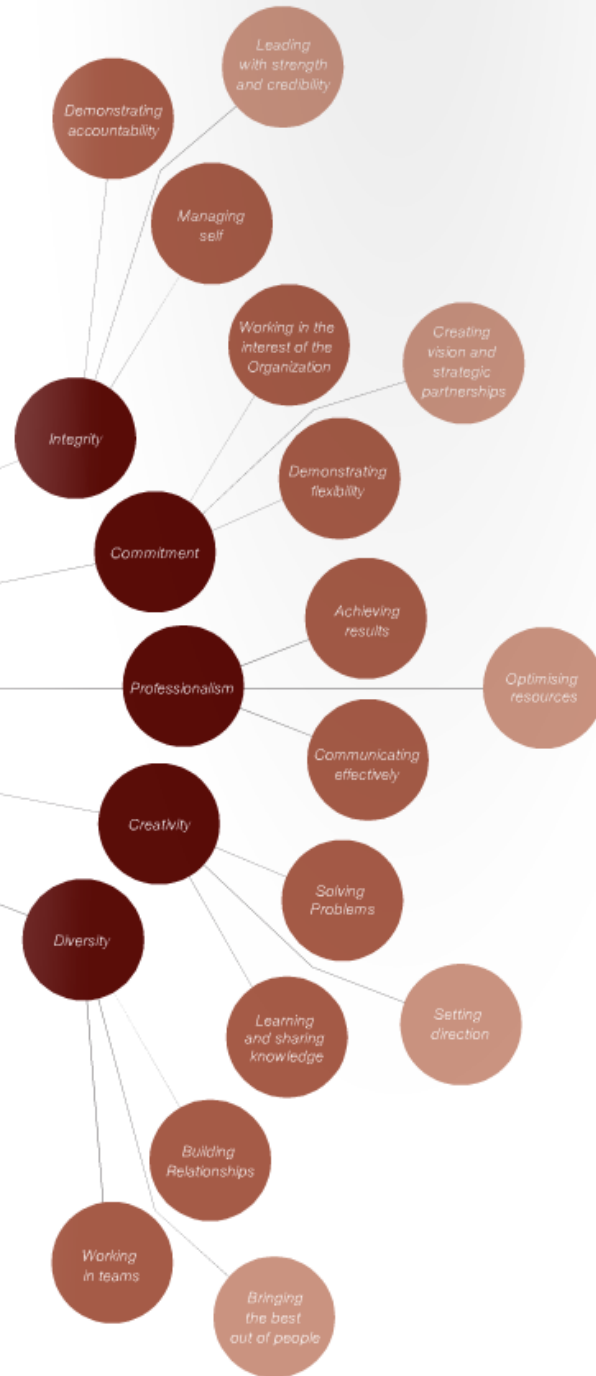 Leading
with strength
and credibility
Demonstrating
accountability
Managing
self
Working in the
interest of the
Organization
Creating
vision and
strategic
partnerships
Integrity
Demonstrating
flexibility
Commitment
Achieving
results
Professionalism
Optimising
resources
Communicating
effectively
Creativity
Solving
Problems
Diversity
Setting
direction
Learning
and sharing
knowledge
Building
Relationships
Working
in teams
Bringing
the best
out of people